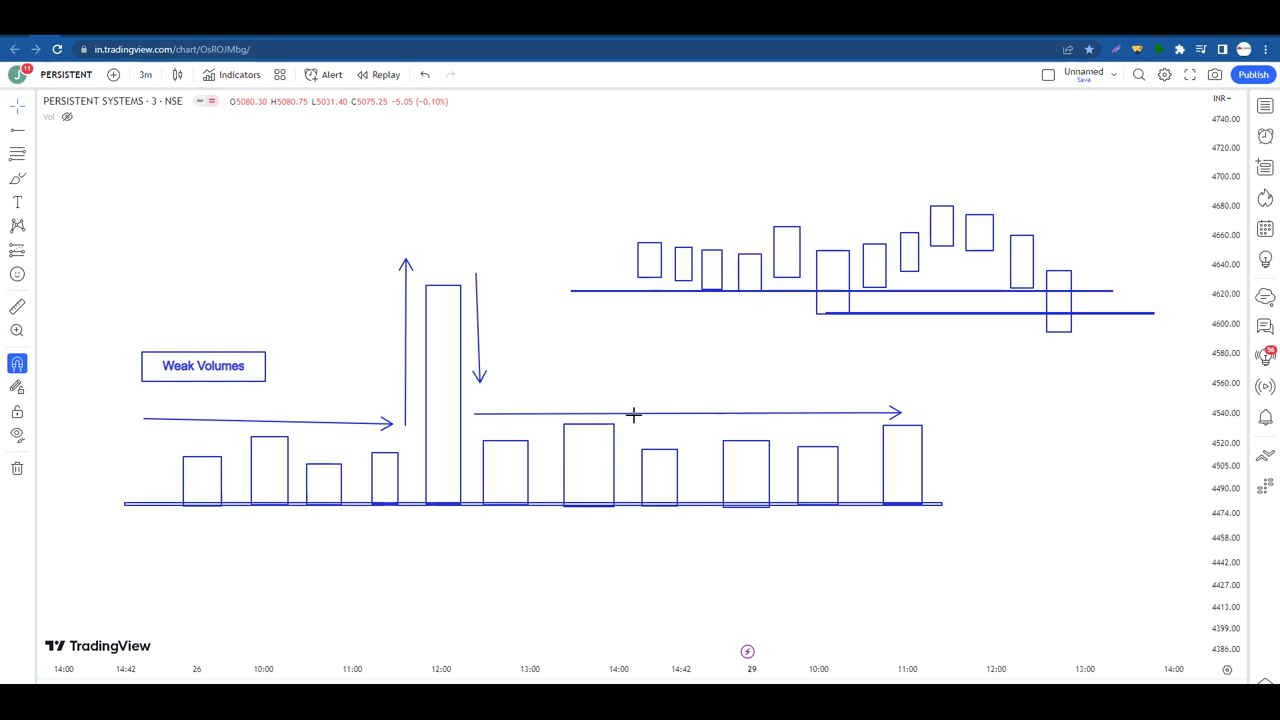 in.tradingview.com/chart/OsROJMbg/
J
11
PERSISTENT
3m
Indicators
Alert
Replay
Unnamed
Save
Publish
PERSISTENT SYSTEMS · 3 · NSE
O5080.30 H5080.75 L5031.40 C5075.25 −5.05 (−0.10%)
Vol
INR
4740.00
4720.00
4700.00
4680.00
4660.00
4640.00
4620.00
4600.00
4580.00
4560.00
4540.00
4520.00
4505.00
4490.00
4474.00
4458.00
4442.00
4427.00
4413.00
4399.00
4386.00
56
Weak Volumes
TradingView
14:00
14:42
26
10:00
11:00
12:00
13:00
14:00
14:42
29
10:00
11:00
12:00
13:00
14:00